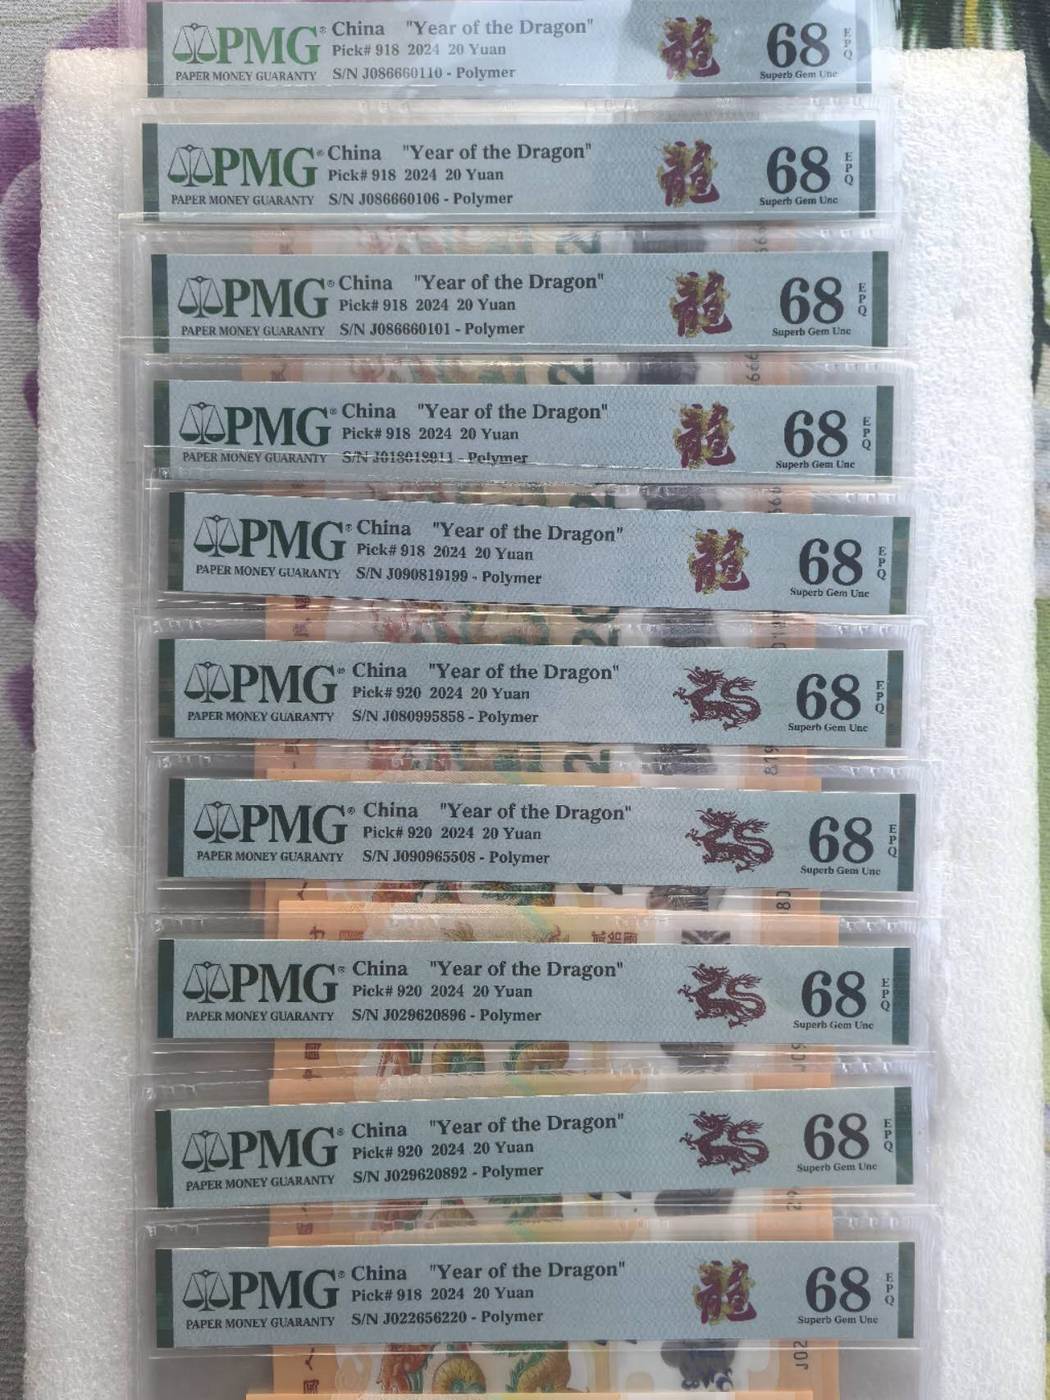 PMG® China "Year of the Dragon" 龍 68 EPQ
Pick# 918 2024 20 Yuan
PAPER MONEY GUARANTY S/N J086660110 - Polymer Superb Gem Unc
PMG® China "Year of the Dragon" 龍 68 EPQ
Pick# 918 2024 20 Yuan
PAPER MONEY GUARANTY S/N J086660106 - Polymer Superb Gem Unc
PMG® China "Year of the Dragon" 龍 68 EPQ
Pick# 918 2024 20 Yuan
PAPER MONEY GUARANTY S/N J086660101 - Polymer Superb Gem Unc
PMG® China "Year of the Dragon" 龍 68 EPQ
Pick# 918 2024 20 Yuan
PAPER MONEY GUARANTY S/N - Polymer Superb Gem Unc
PMG® China "Year of the Dragon" 龍 68 EPQ
Pick# 918 2024 20 Yuan
PAPER MONEY GUARANTY S/N J090819199 - Polymer Superb Gem Unc
PMG® China "Year of the Dragon" 68 EPQ
Pick# 920 2024 20 Yuan
PAPER MONEY GUARANTY S/N J080995858 - Polymer Superb Gem Unc
PMG® China "Year of the Dragon" 68 EPQ
Pick# 920 2024 20 Yuan
PAPER MONEY GUARANTY S/N J090965508 - Polymer Superb Gem Unc
PMG® China "Year of the Dragon" 68 EPQ
Pick# 920 2024 20 Yuan
PAPER MONEY GUARANTY S/N J029620896 - Polymer Superb Gem Unc
PMG® China "Year of the Dragon" 68 EPQ
Pick# 920 2024 20 Yuan
PAPER MONEY GUARANTY S/N J029620892 - Polymer Superb Gem Unc
PMG® China "Year of the Dragon" 龍 68 EPQ
Pick# 918 2024 20 Yuan
PAPER MONEY GUARANTY S/N J022656220 - Polymer Superb Gem Unc